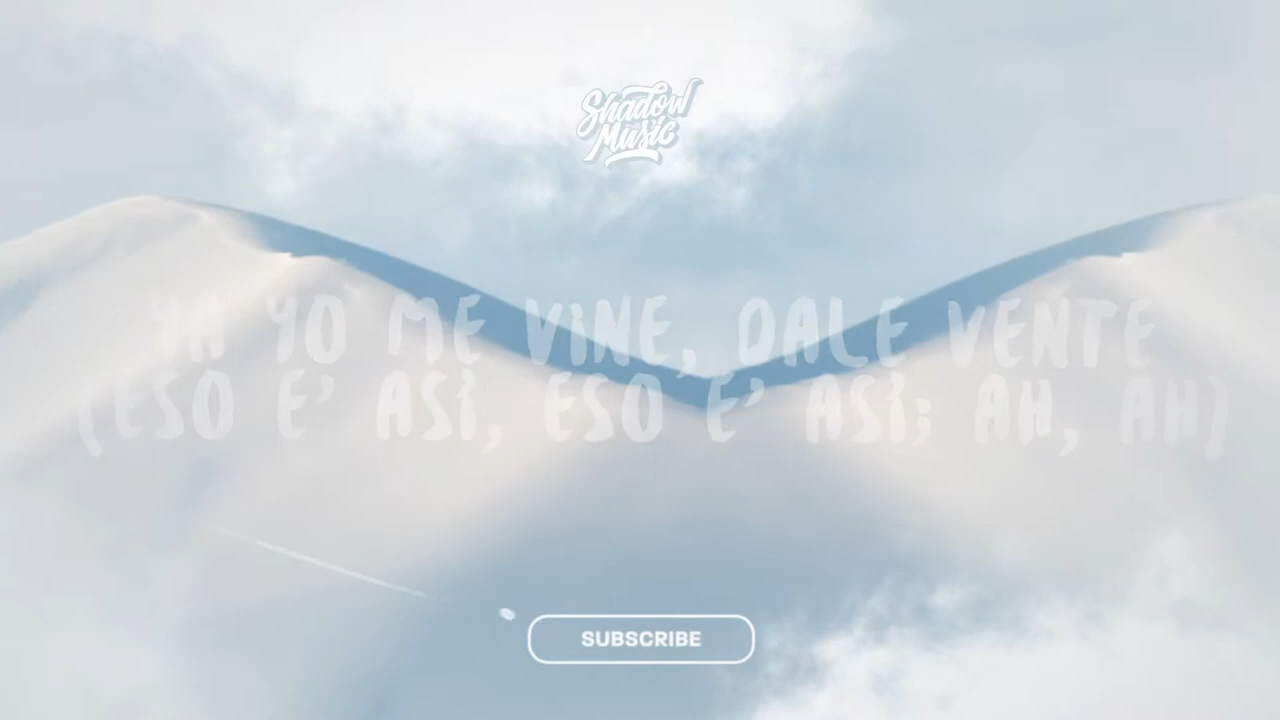 Shadow
Music
YA YO ME ViNE, DALE VENTE
(ESO E' ASÍ, ESO E' ASÍ; AH, AH)
SUBSCRIBE